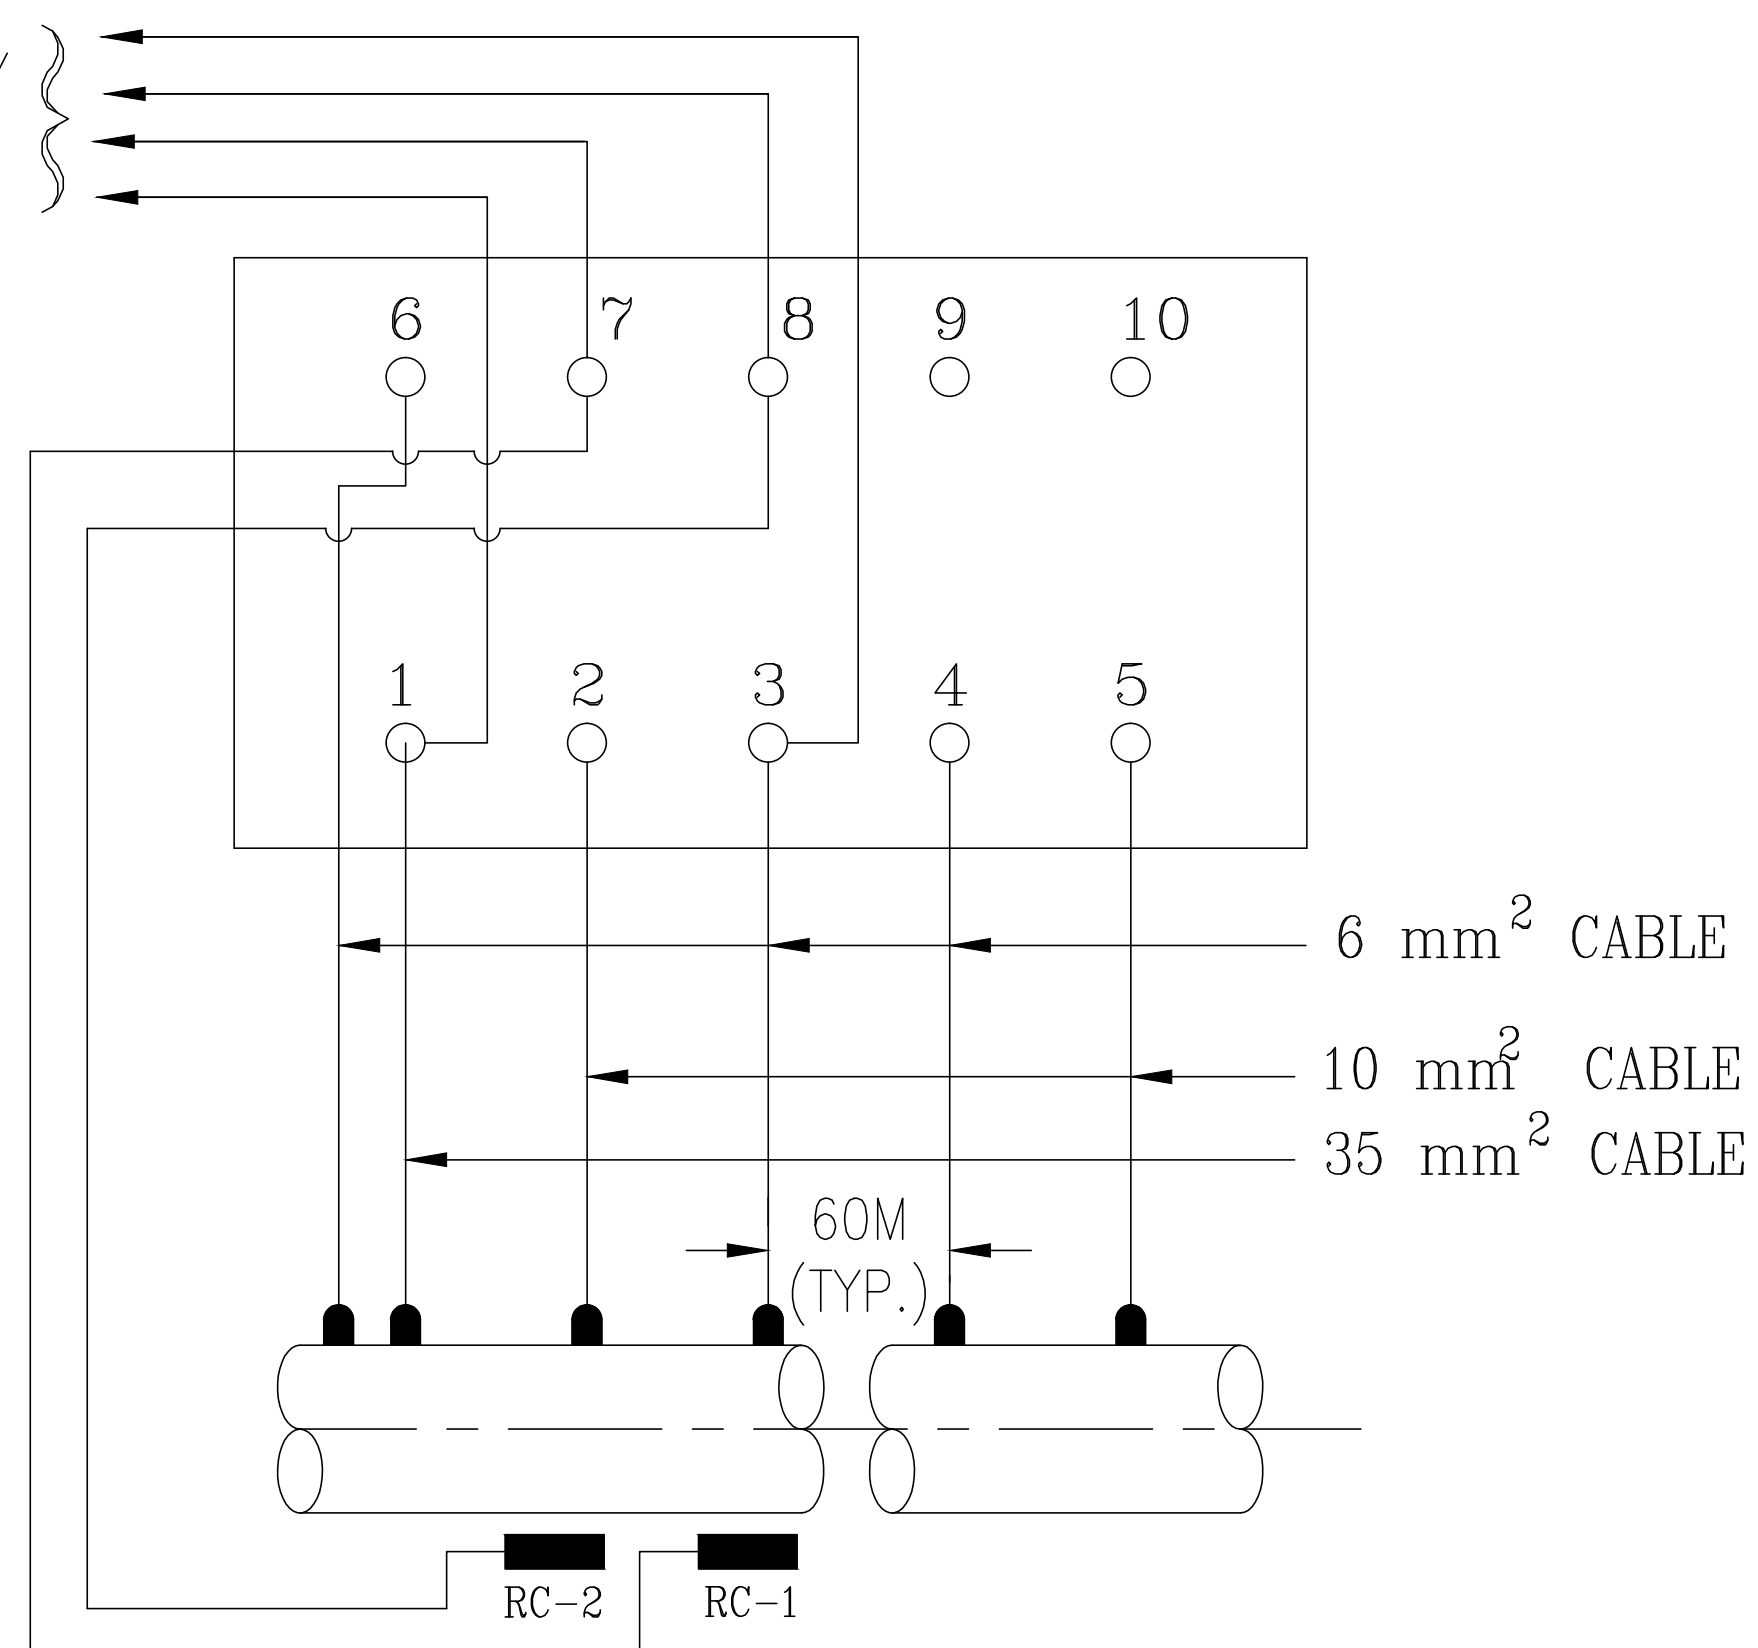 6 7 8 9 10
1 2 3 4 5
6 mm² CABLE
10 mm² CABLE
35 mm² CABLE
60M
(TYP.)
RC-2 RC-1